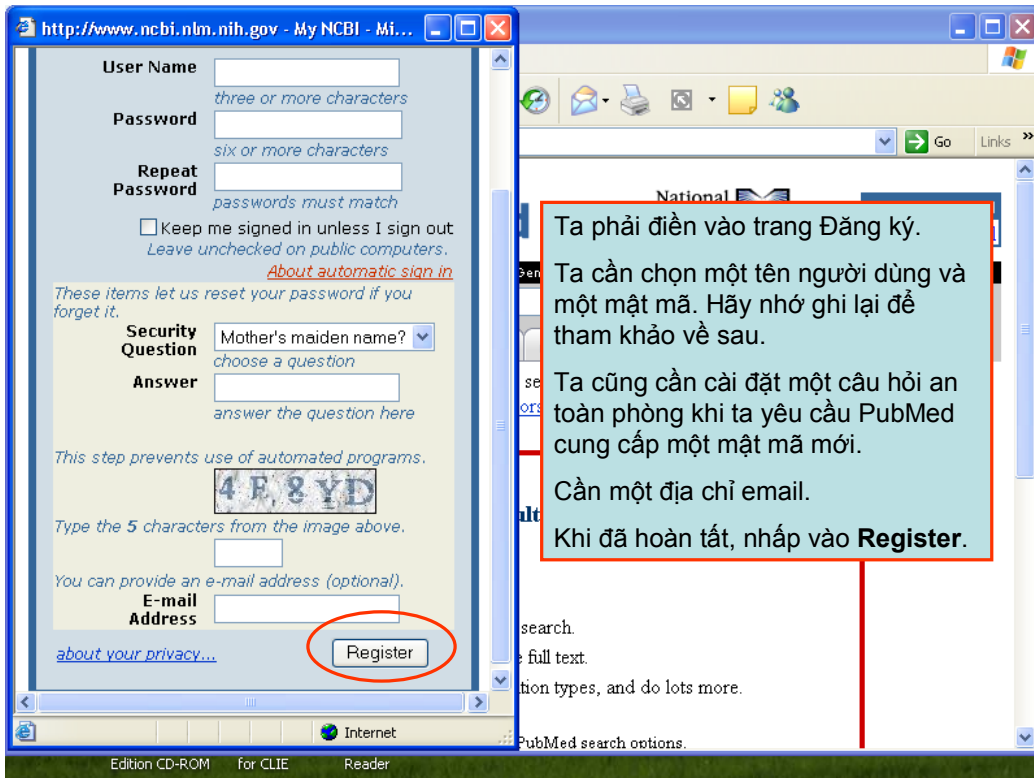 http://www.ncbi.nlm.nih.gov - My NCBI - Mi...
User Name
three or more characters
Password
six or more characters
Repeat
Password
passwords must match
Keep me signed in unless I sign out
Leave unchecked on public computers.
About automatic sign in
These items let us reset your password if you
forget it.
Security
Question
Mother's maiden name?
choose a question
Answer
answer the question here
This step prevents use of automated programs.
4 F 8 Y D
Type the 5 characters from the image above.
You can provide an e-mail address (optional).
E-mail
Address
about your privacy...
Register
Internet
Go
Links
National
Ta phải điền vào trang Đăng ký.
Ta cần chọn một tên người dùng và
một mật mã. Hãy nhớ ghi lại để
tham khảo về sau.
Ta cũng cần cài đặt một câu hỏi an
toàn phòng khi ta yêu cầu PubMed
cung cấp một mật mã mới.
Cần một địa chỉ email.
Khi đã hoàn tất, nhấp vào Register.
search.
full text.
tion types, and do lots more.
PubMed search options.
Edition CD-ROM
for CLIE
Reader